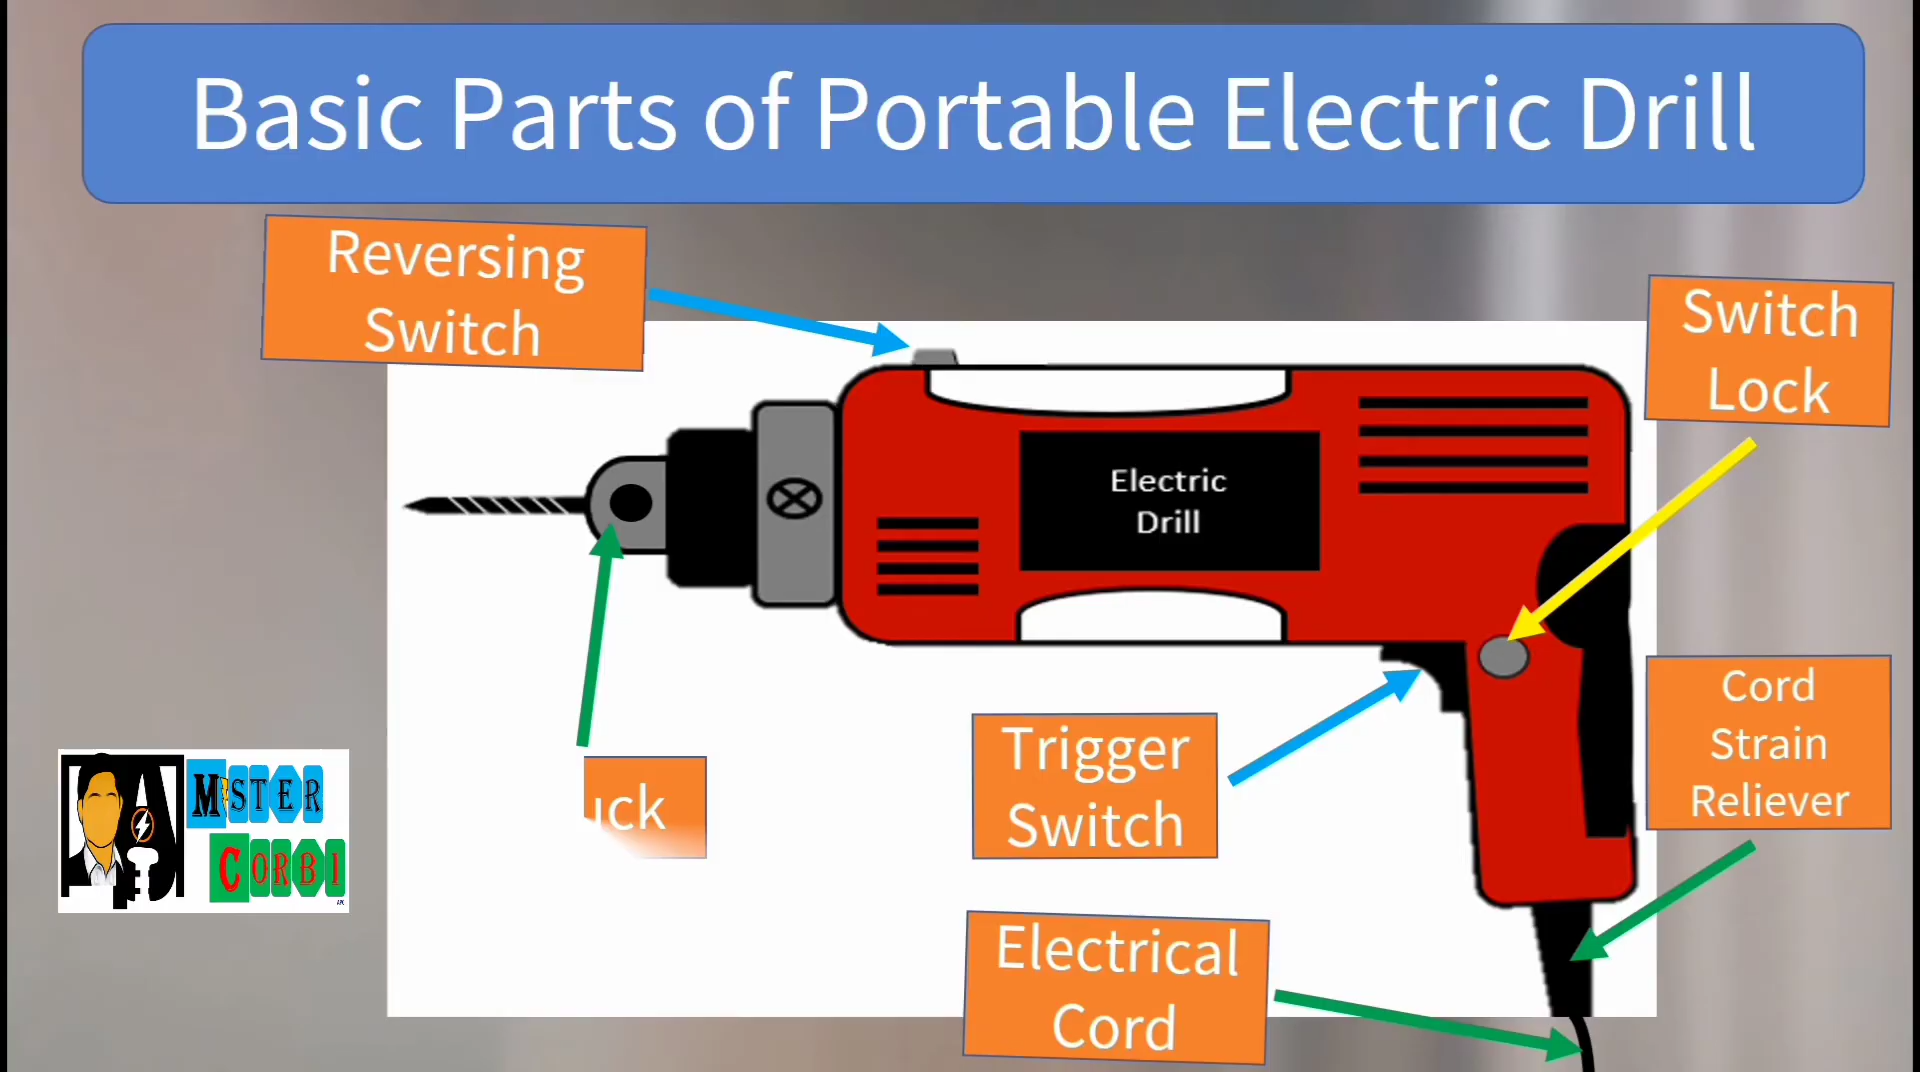 Basic Parts of Portable Electric Drill
Reversing
Switch
Switch
Lock
Electric
Drill
Cord
Strain
Reliever
Trigger
Switch
uck
MISTER
CORBI
Electrical
Cord